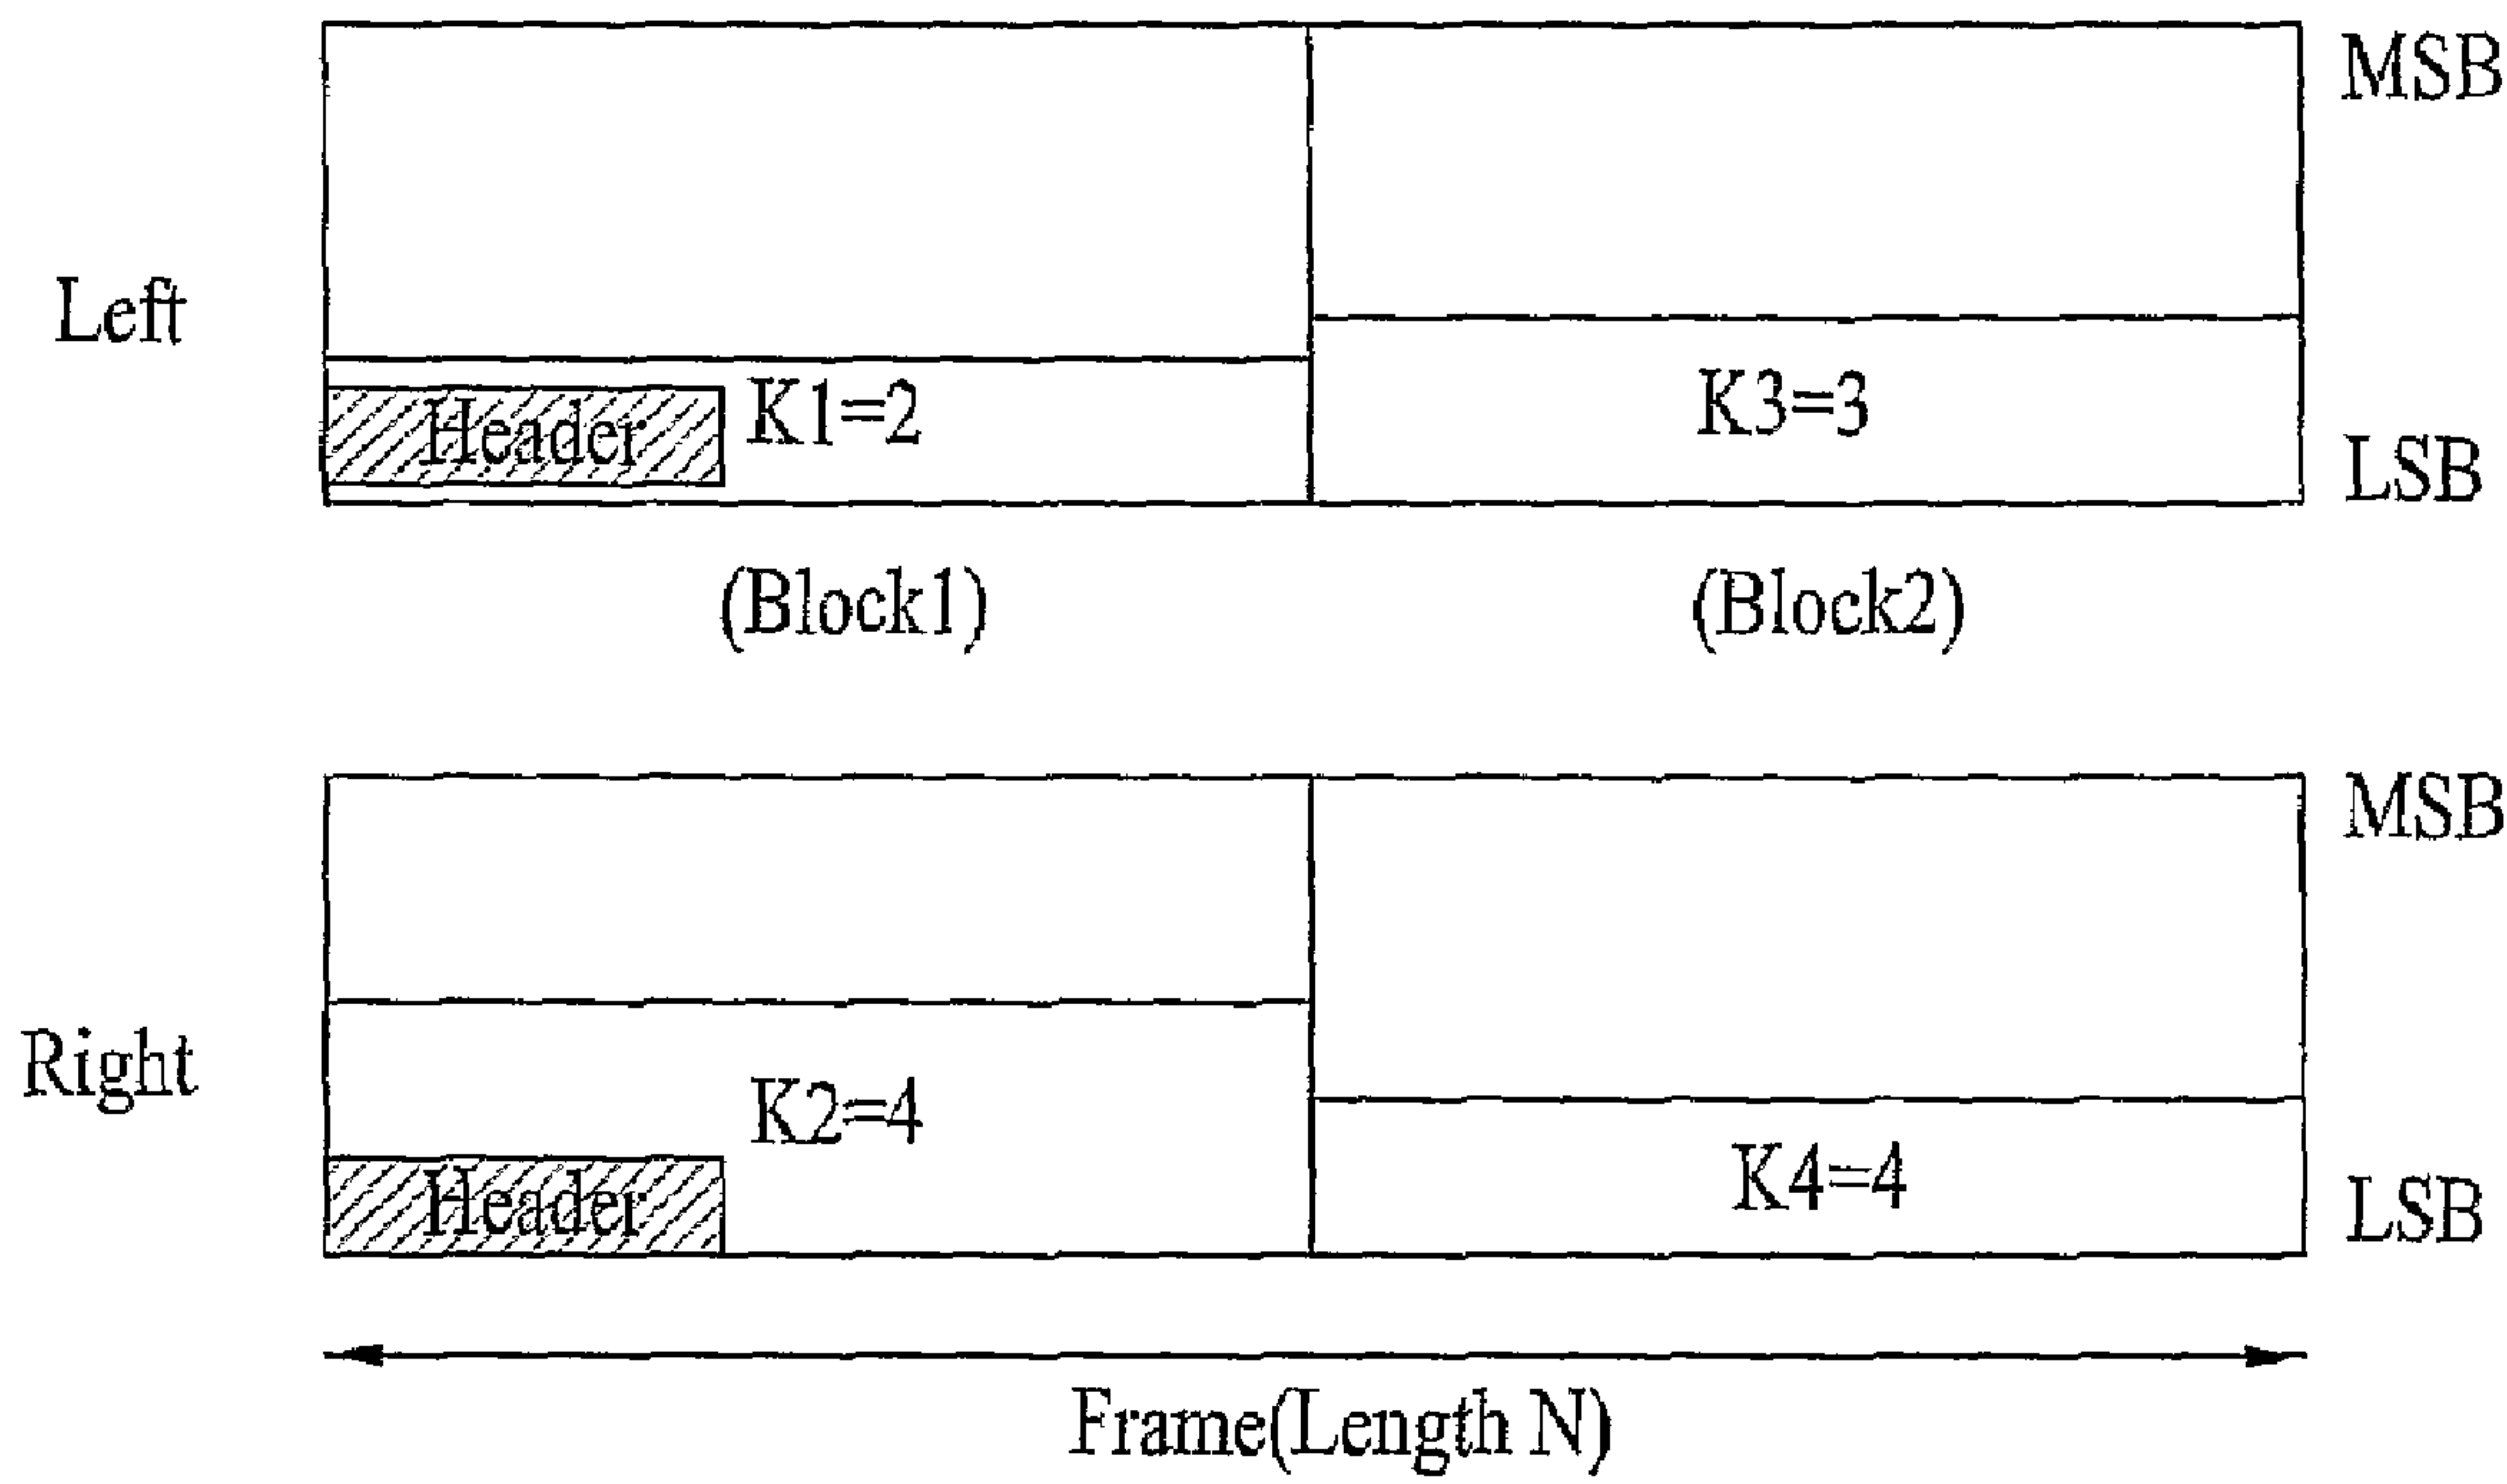 MSB
Left
Header K1=2 K3=3
LSB
(Block1) (Block2)
MSB
Right
K2=4
Header K4=4
LSB
Frame(Length N)